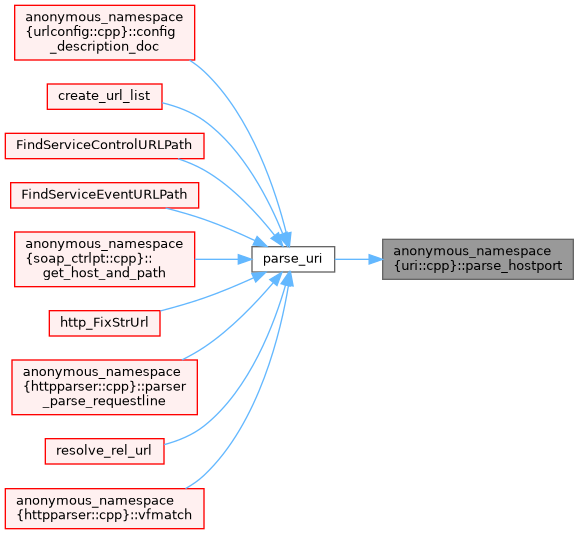 anonymous_namespace
{urlconfig::cpp}::config
_description_doc
create_url_list
FindServiceControlURLPath
FindServiceEventURLPath
anonymous_namespace
{soap_ctrlpt::cpp}::
get_host_and_path
http_FixStrUrl
anonymous_namespace
{httpparser::cpp}::parser
_parse_requestline
resolve_rel_url
anonymous_namespace
{httpparser::cpp}::vfmatch
parse_uri
anonymous_namespace
{uri::cpp}::parse_hostport